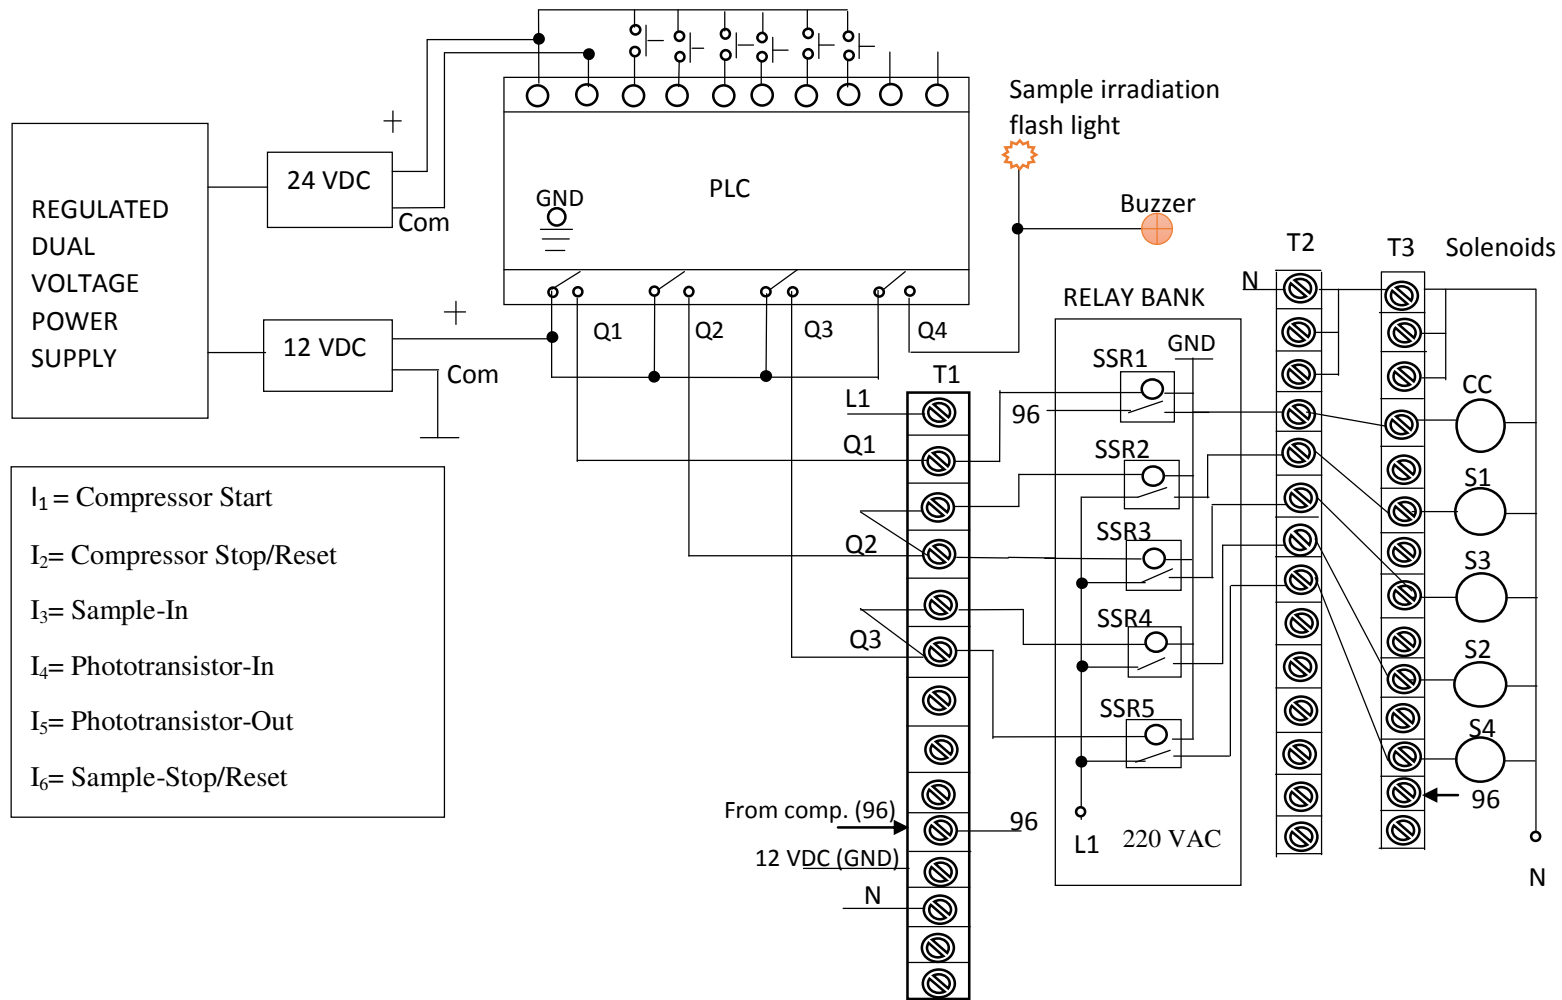 Sample irradiation
flash light
+
24 VDC
Com
REGULATED
DUAL
VOLTAGE
POWER
SUPPLY
GND
PLC
Buzzer
T2
T3
Solenoids
+
12 VDC
Com
Q1
Q2
Q3
Q4
N
RELAY BANK
GND
SSR1
T1
L1
96
CC
Q1
SSR2
S1
Q2
SSR3
S3
Q3
SSR4
S2
SSR5
S4
I1 = Compressor Start
I2= Compressor Stop/Reset
I3= Sample-In
I4= Phototransistor-In
I5= Phototransistor-Out
I6= Sample-Stop/Reset
From comp. (96)
96
96
12 VDC (GND)
L1
220 VAC
N
N